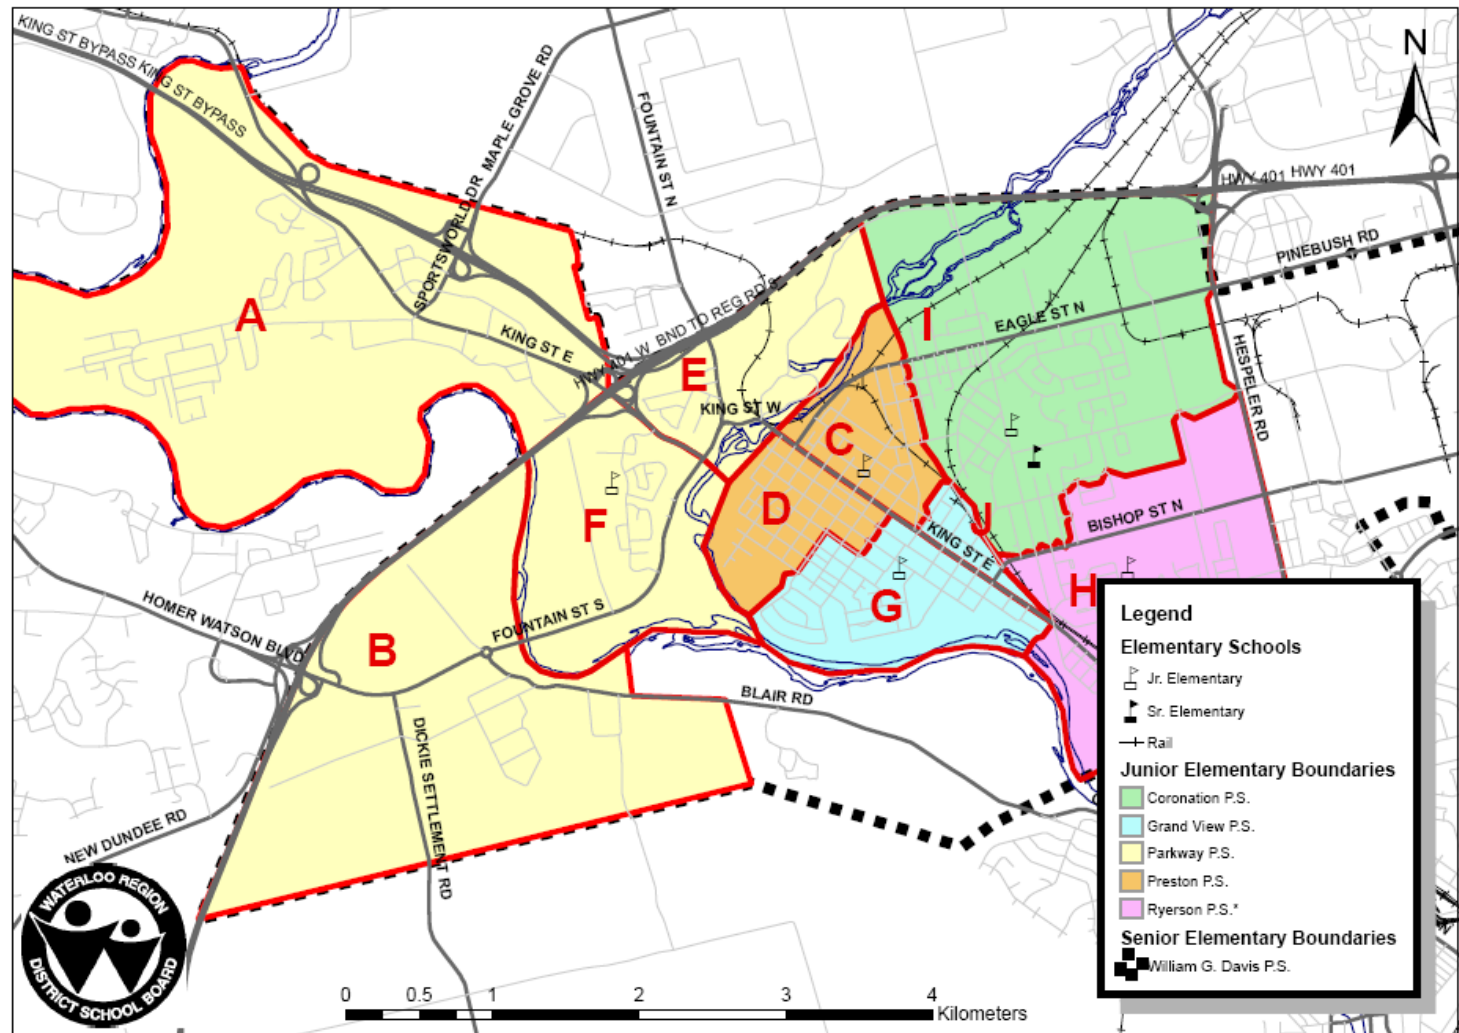 KING ST BYPASS KING ST BYPASS
MAPLE GROVE RD
SPORTSWORLD DR
FOUNTAIN ST N
N
HWY 401 HWY 401
PINEBUSH RD
A
KING ST E
HWY 401 W BND TO REG RD
E
I
EAGLE ST N
HESPELER RD
KING ST W
C
D
F
J
BISHOP ST N
KING ST E
HOMER WATSON BLVD
B
FOUNTAIN ST S
G
H
BLAIR RD
DICKIE SETTLEMENT RD
NEW DUNDEE RD
WATERLOO REGION
DISTRICT SCHOOL BOARD
0 0.5 1 2 3 4
Kilometers
Legend
Elementary Schools
Jr. Elementary
Sr. Elementary
Rail
Junior Elementary Boundaries
Coronation P.S.
Grand View P.S.
Parkway P.S.
Preston P.S.
Ryerson P.S.*
Senior Elementary Boundaries
William G. Davis P.S.